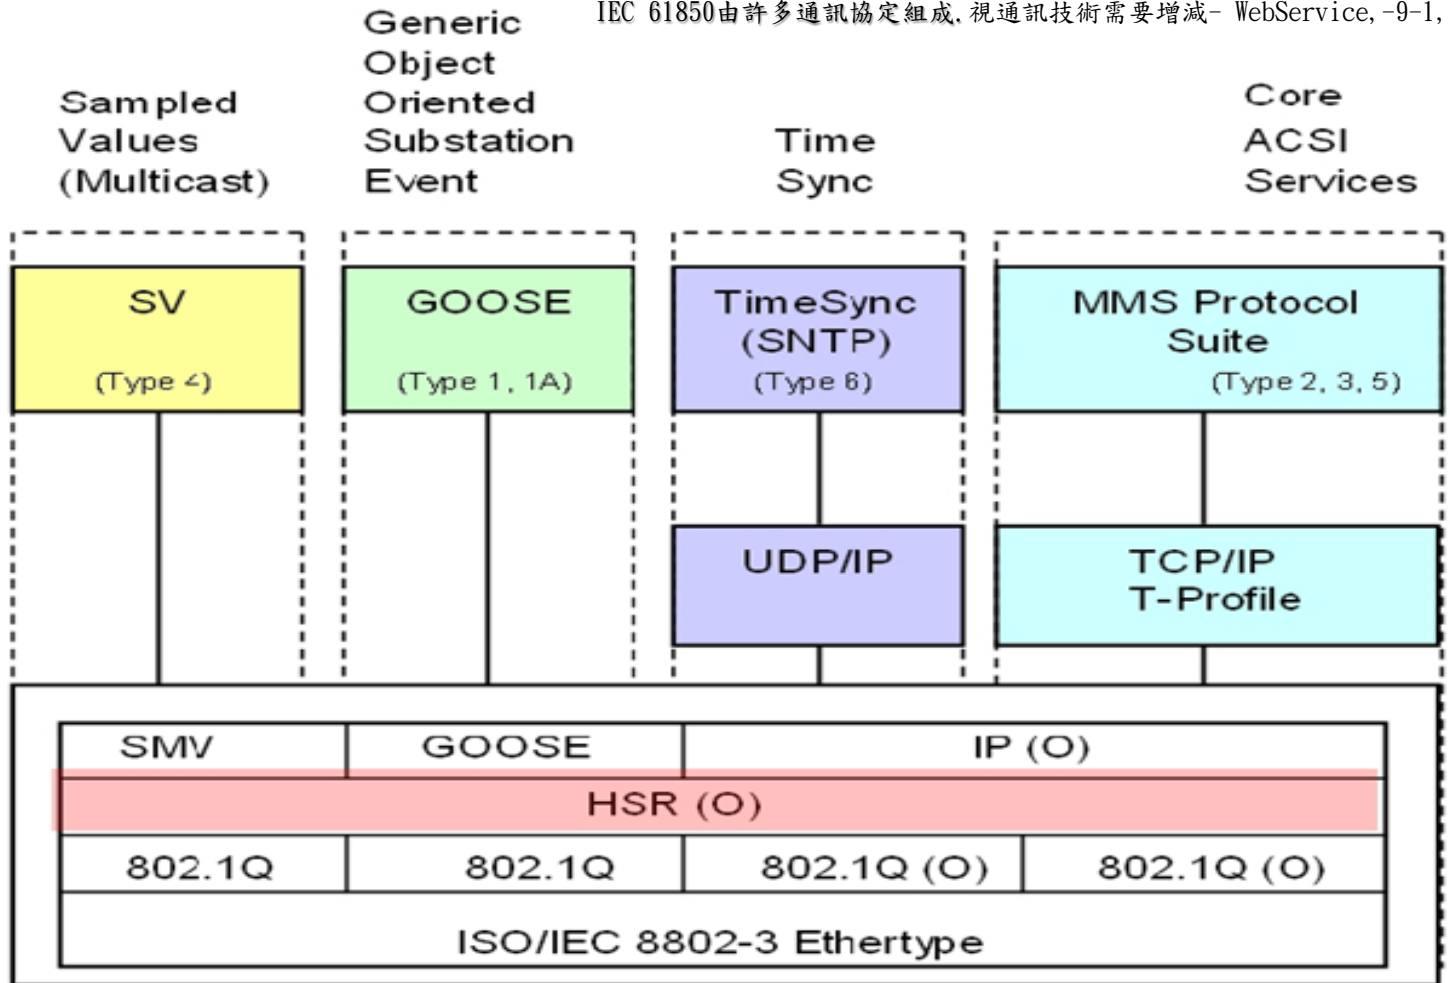 IEC 61850由許多通訊協定組成.視通訊技術需要增減- WebService,-9-1,
Generic
Object
Oriented
Substation
Event
Sampled
Values
(Multicast)
Time
Sync
Core
ACSI
Services
SV
(Type 4)
GOOSE
(Type 1, 1A)
TimeSync
(SNTP)
(Type 6)
MMS Protocol
Suite
(Type 2, 3, 5)
UDP/IP
TCP/IP
T-Profile
SMV
GOOSE
IP (O)
HSR (O)
802.1Q
802.1Q
802.1Q (O)
802.1Q (O)
ISO/IEC 8802-3 Ethertype